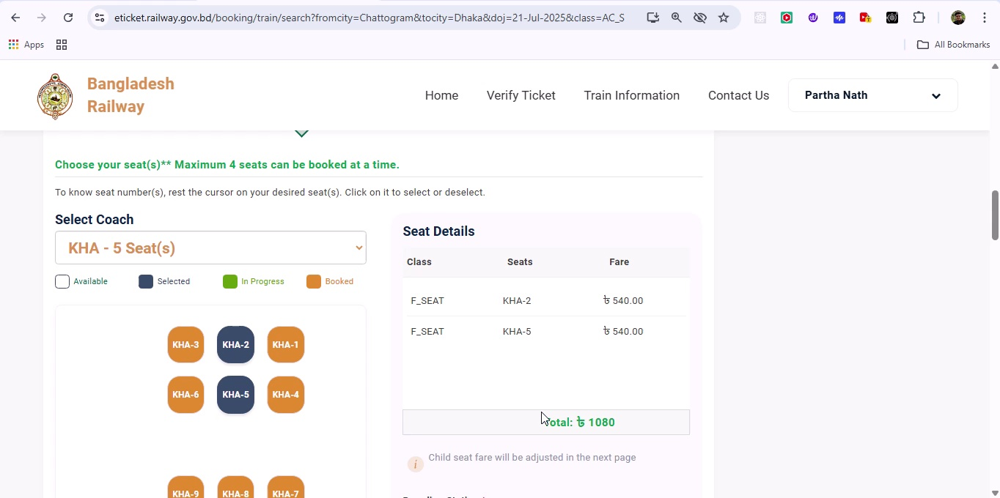 eticket.railway.gov.bd/booking/train/search?fromcity=Chattogram&tocity=Dhaka&doj=21-Jul-2025&class=AC_S
Apps
All Bookmarks
Bangladesh
Railway
Home
Verify Ticket
Train Information
Contact Us
Partha Nath
Choose your seat(s)** Maximum 4 seats can be booked at a time.
To know seat number(s), rest the cursor on your desired seat(s). Click on it to select or deselect.
Select Coach
KHA - 5 Seat(s)
Available
Selected
In Progress
Booked
KHA-3 KHA-2 KHA-1
KHA-6 KHA-5 KHA-4
KHA-9 KHA-8 KHA-7
Seat Details
Class Seats Fare
F_SEAT KHA-2 ৳ 540.00
F_SEAT KHA-5 ৳ 540.00
Total: ৳ 1080
Child seat fare will be adjusted in the next page